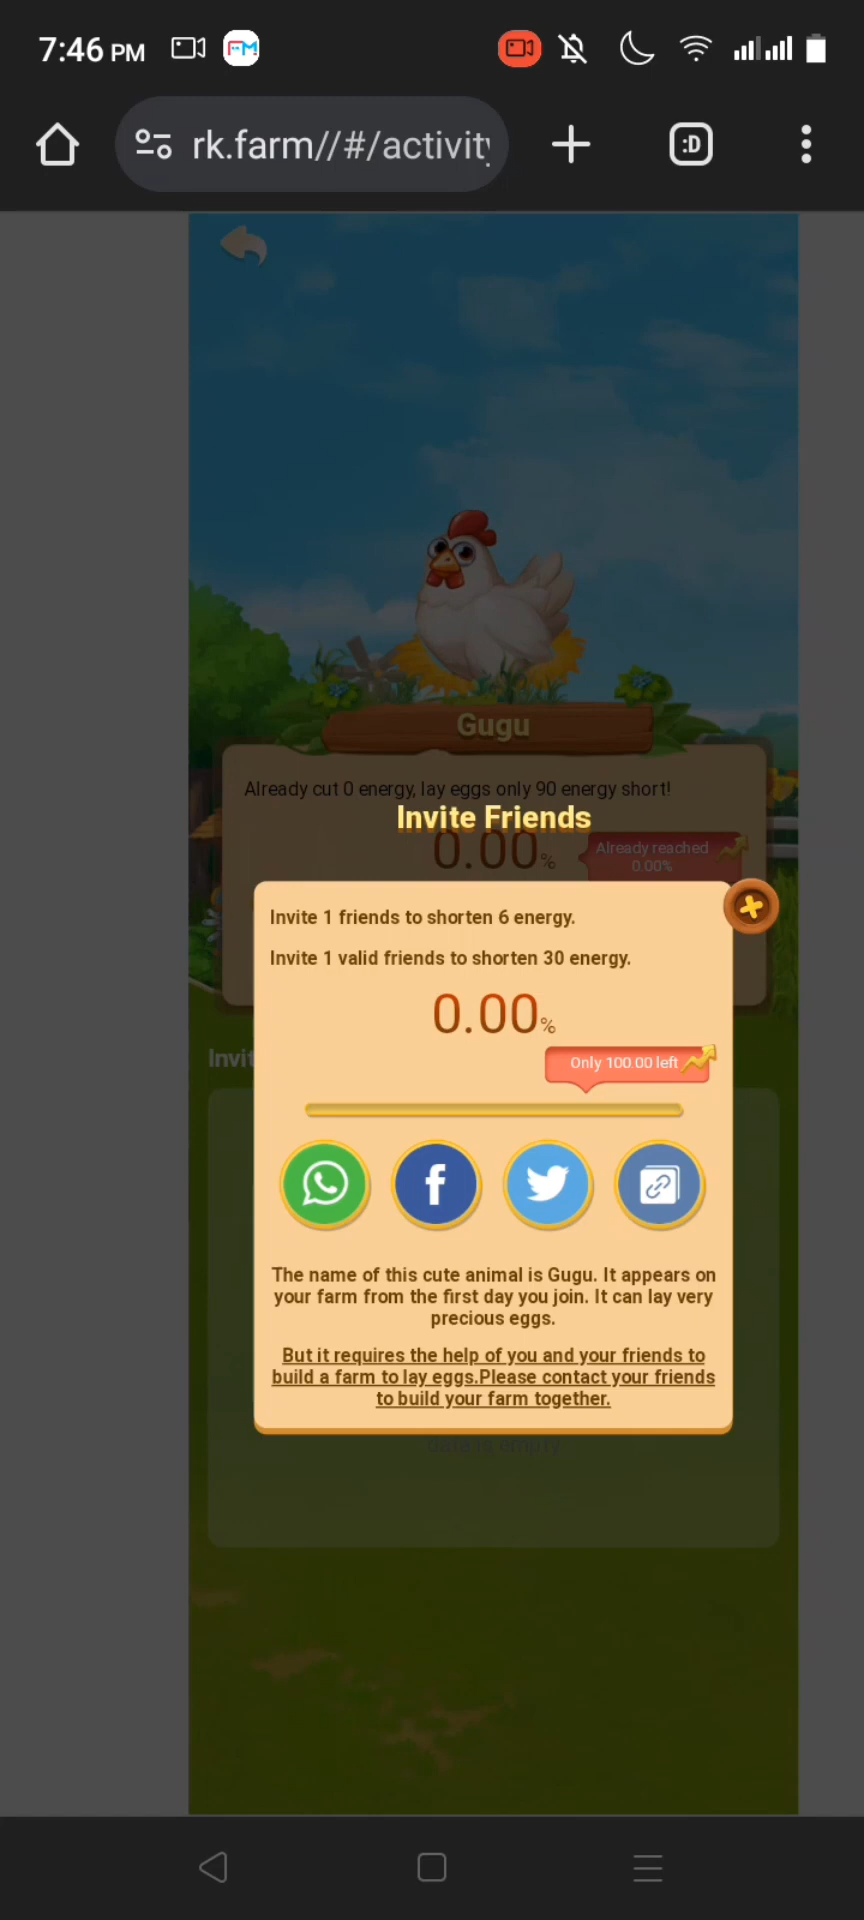 7:46 PM
rk.farm//#/activity
:D
Gugu
Already cut 0 energy, lay eggs only 90 energy short!
Invite Friends
0.00%
Already reached
0.00%
Invite 1 friends to shorten 6 energy.
Invite 1 valid friends to shorten 30 energy.
0.00%
Invit
Only 100.00 left
The name of this cute animal is Gugu. It appears on
your farm from the first day you join. It can lay very
precious eggs.
But it requires the help of you and your friends to
build a farm to lay eggs.Please contact your friends
to build your farm together.
data is empty